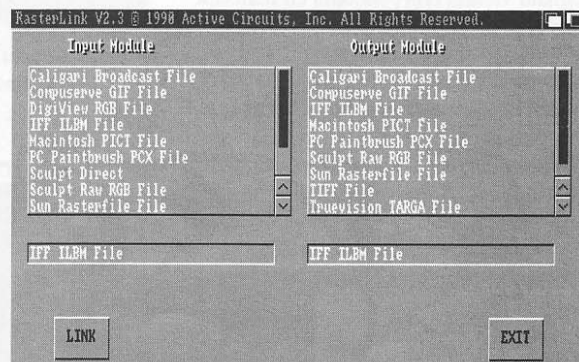 RasterLink V2.3 © 1990 Active Circuits, Inc. All Rights Reserved.
Input Module
Caligari Broadcast File
Compuserve GIF File
DigiView RGB File
IFF ILBM File
Macintosh PICT File
PC Paintbrush PCX File
Sculpt Direct
Sculpt Raw RGB File
Sun Rasterfile File
IFF ILBM File
LINK
Output Module
Caligari Broadcast File
Compuserve GIF File
IFF ILBM File
Macintosh PICT File
PC Paintbrush PCX File
Sculpt Raw RGB File
Sun Rasterfile File
TIFF File
Truevision TARGA File
IFF ILBM File
EXIT